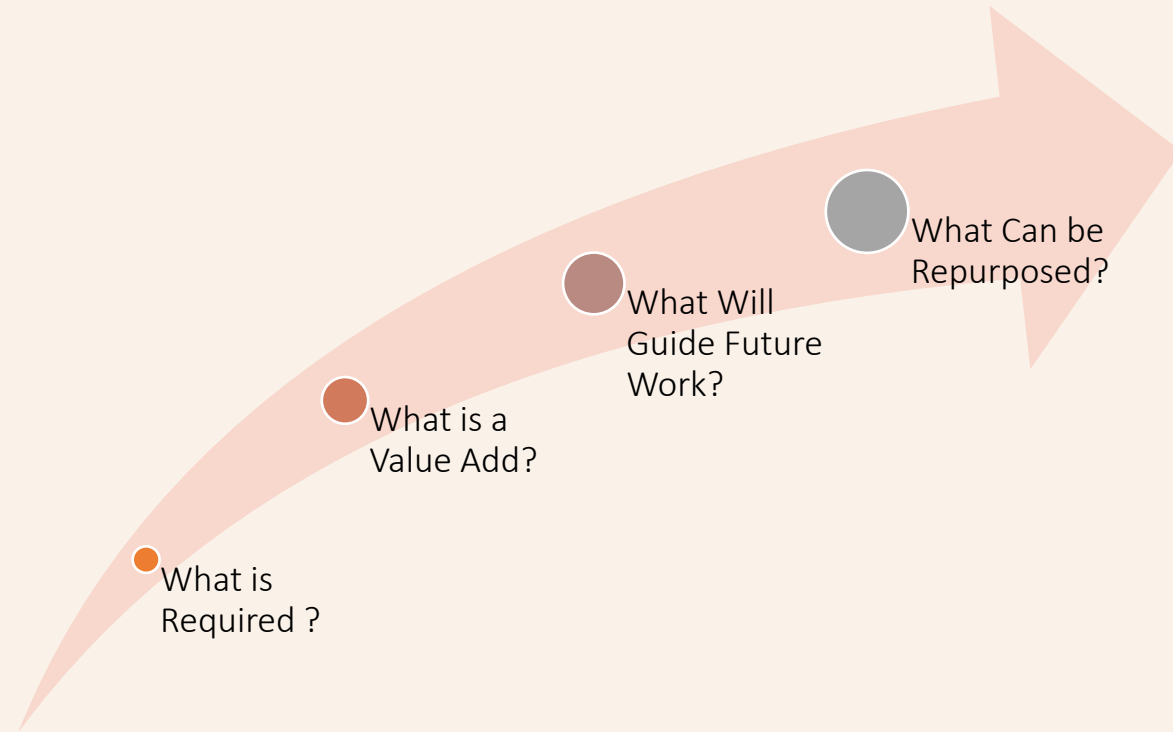 What is
Required ?
What is a
Value Add?
What Will
Guide Future
Work?
What Can be
Repurposed?